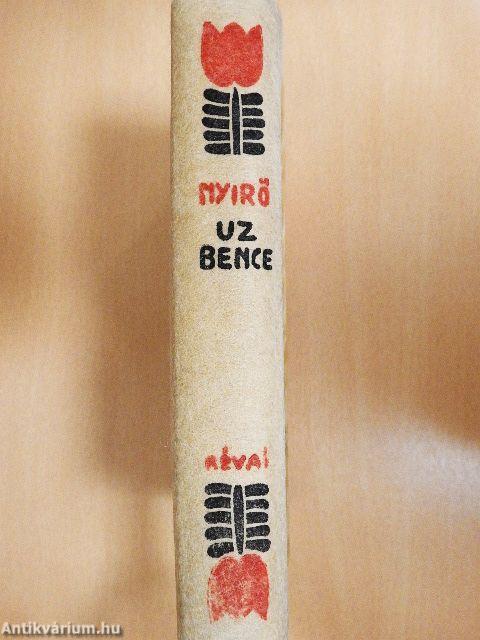 NYIRŐ
UZ
BENCE
RÉVAI
Antikvárium.hu